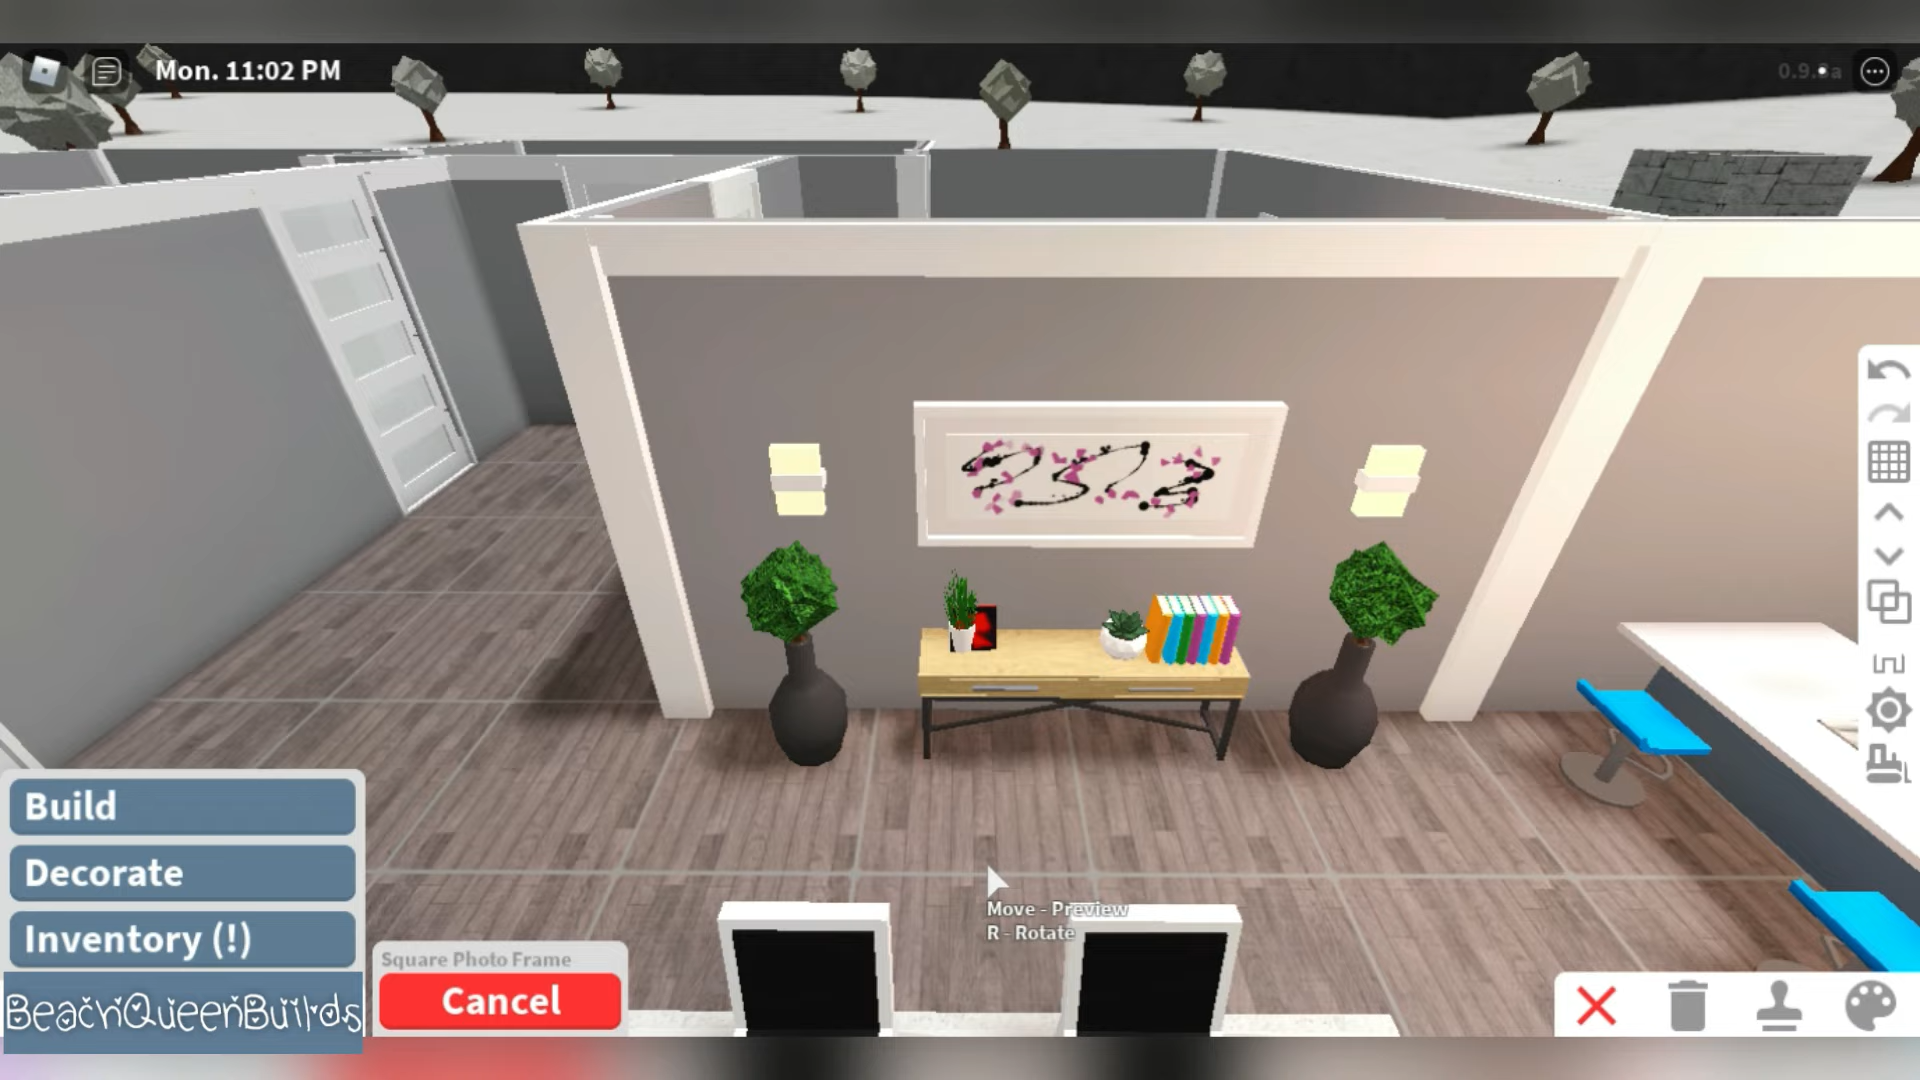 Mon. 11:02 PM
Build
Decorate
Inventory (!)
BeachQueenBuilds
Square Photo Frame
Cancel
Move - Preview
R - Rotate